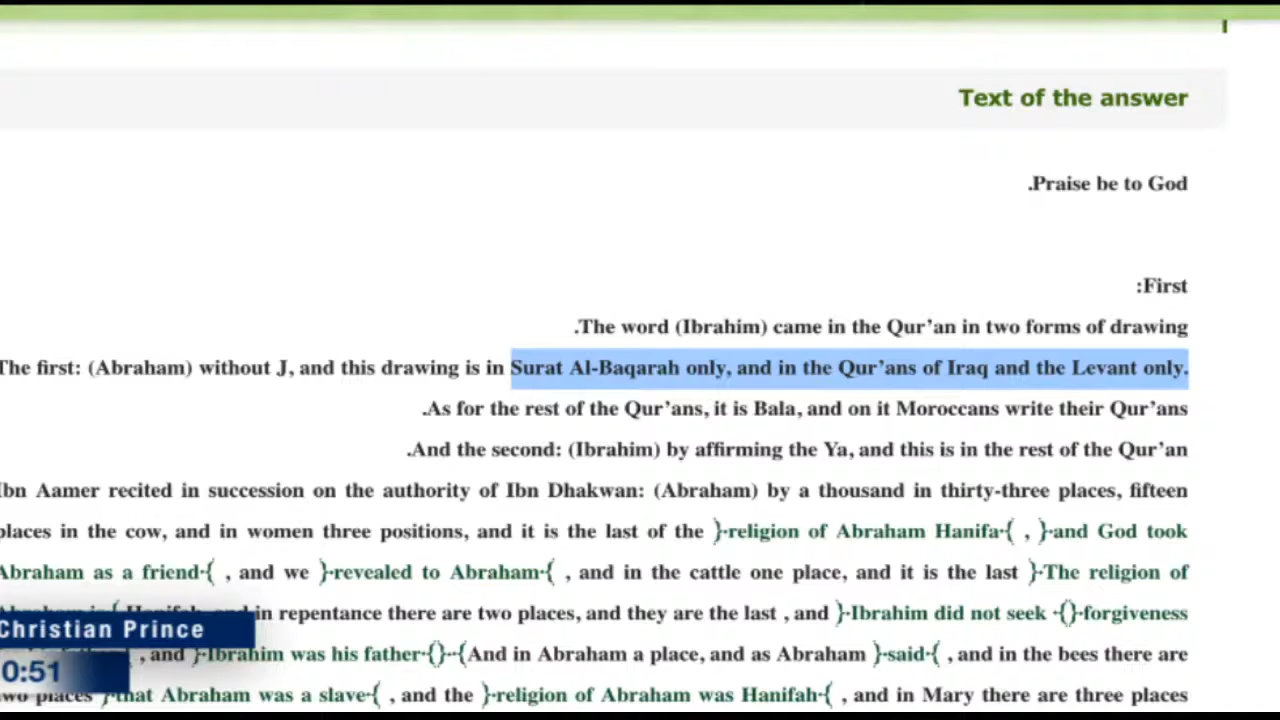 Text of the answer
.Praise be to God
:First
.The word (Ibrahim) came in the Qur’an in two forms of drawing
The first: (Abraham) without J, and this drawing is in Surat Al-Baqarah only, and in the Qur’ans of Iraq and the Levant only.
.As for the rest of the Qur’ans, it is Bala, and on it Moroccans write their Qur’ans
.And the second: (Ibrahim) by affirming the Ya, and this is in the rest of the Qur’an
Ibn Aamer recited in succession on the authority of Ibn Dhakwan: (Abraham) by a thousand in thirty-three places, fifteen
places in the cow, and in women three positions, and it is the last of the }-religion of Abraham Hanifa-{ , }-and God took
Abraham as a friend-{ , and we }-revealed to Abraham-{ , and in the cattle one place, and it is the last }-The religion of
in repentance there are two places, and they are the last , and }-Ibrahim did not seek -{}-forgiveness
, and }-Ibrahim was his father-{}-{And in Abraham a place, and as Abraham }-said-{ , and in the bees there are
two places }-that Abraham was a slave-{ , and the }-religion of Abraham was Hanifah-{ , and in Mary there are three places
Christian Prince
0:51